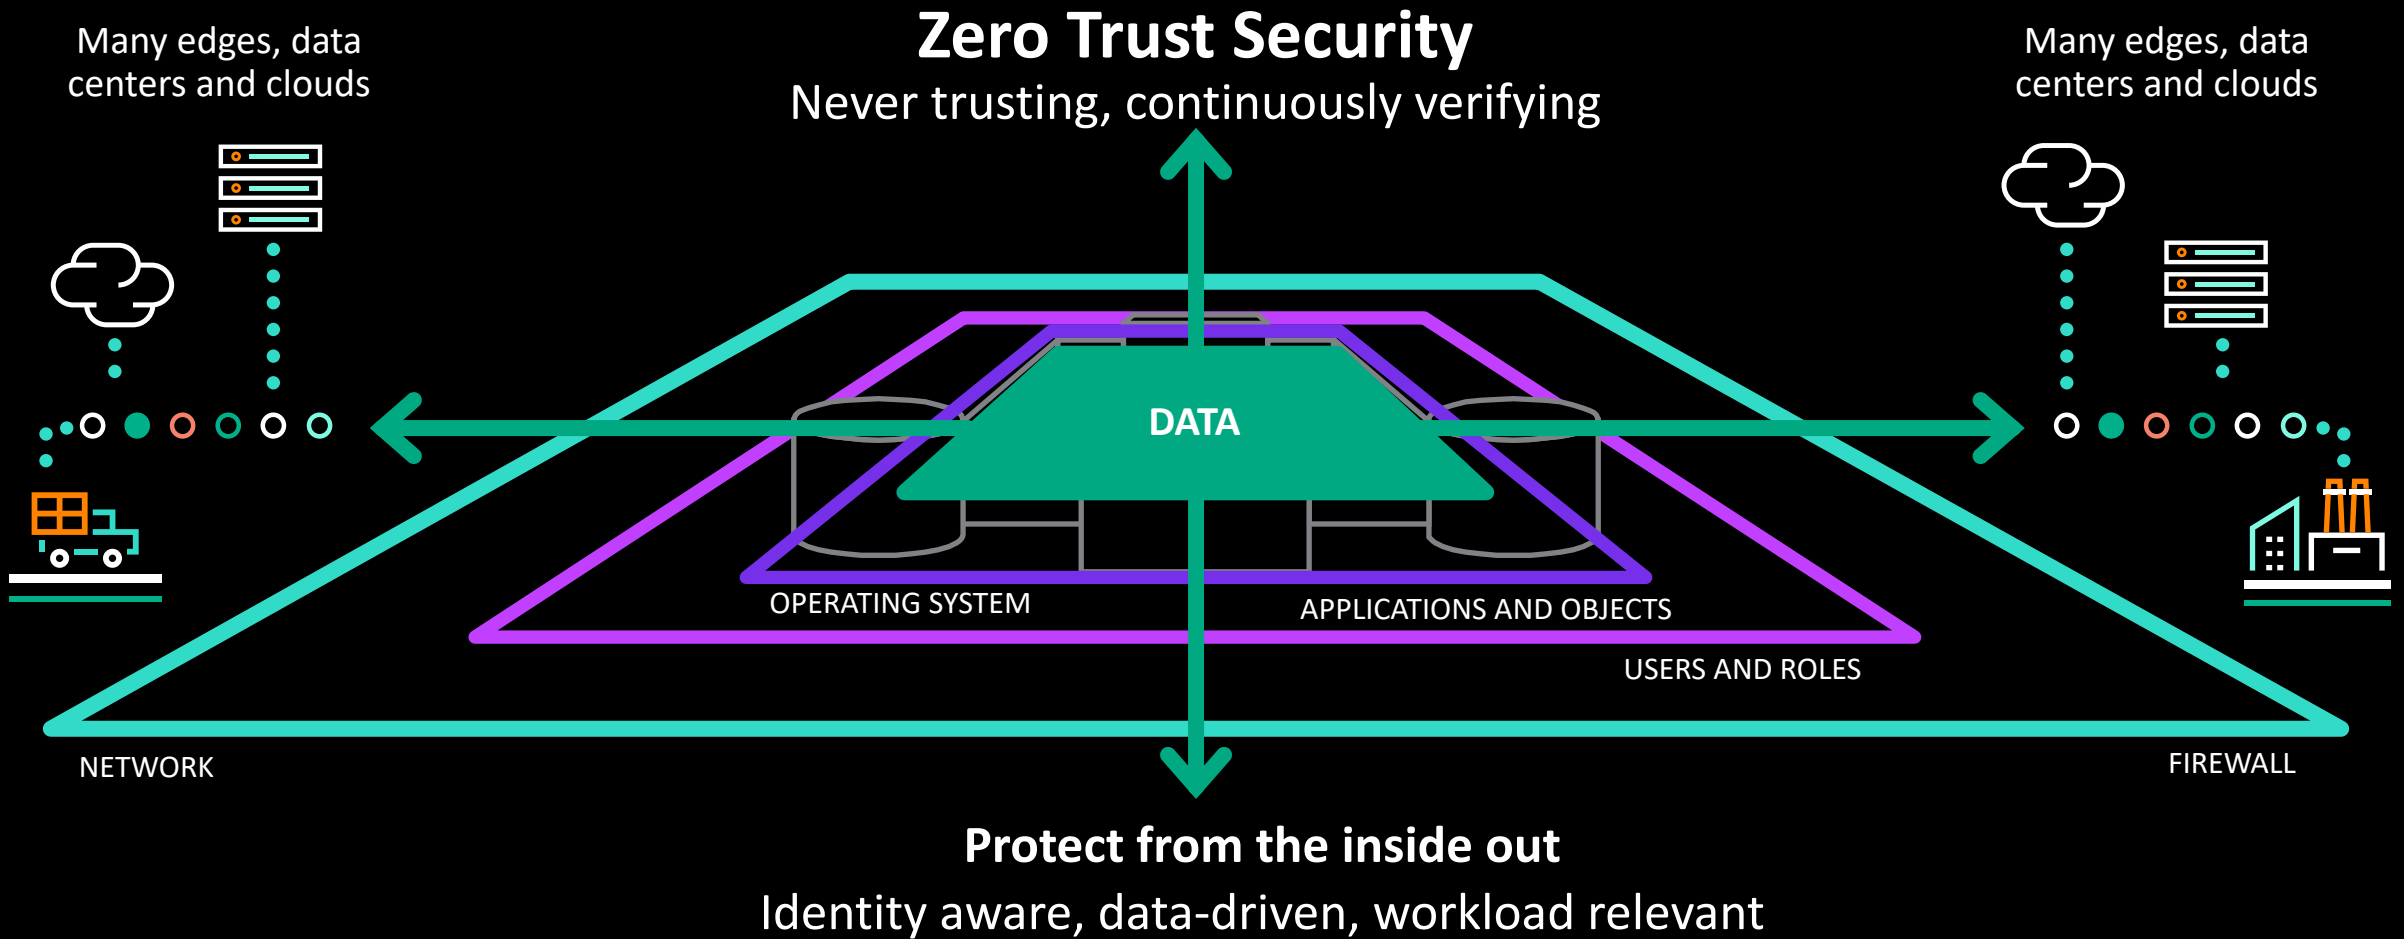 Zero Trust Security
Never trusting, continuously verifying
Many edges, data
centers and clouds
Many edges, data
centers and clouds
DATA
OPERATING SYSTEM
APPLICATIONS AND OBJECTS
USERS AND ROLES
NETWORK
FIREWALL
Protect from the inside out
Identity aware, data-driven, workload relevant